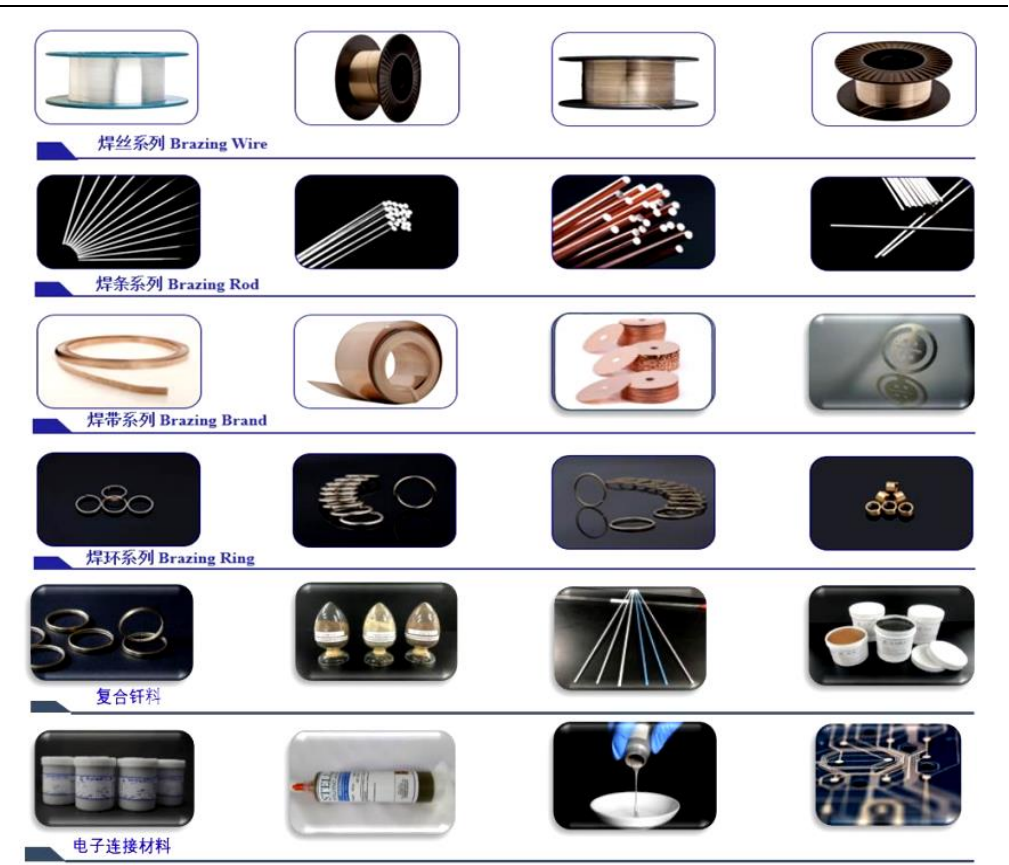 焊丝系列 Brazing Wire
焊条系列 Brazing Rod
焊带系列 Brazing Brand
焊环系列 Brazing Ring
复合钎料
电子连接材料